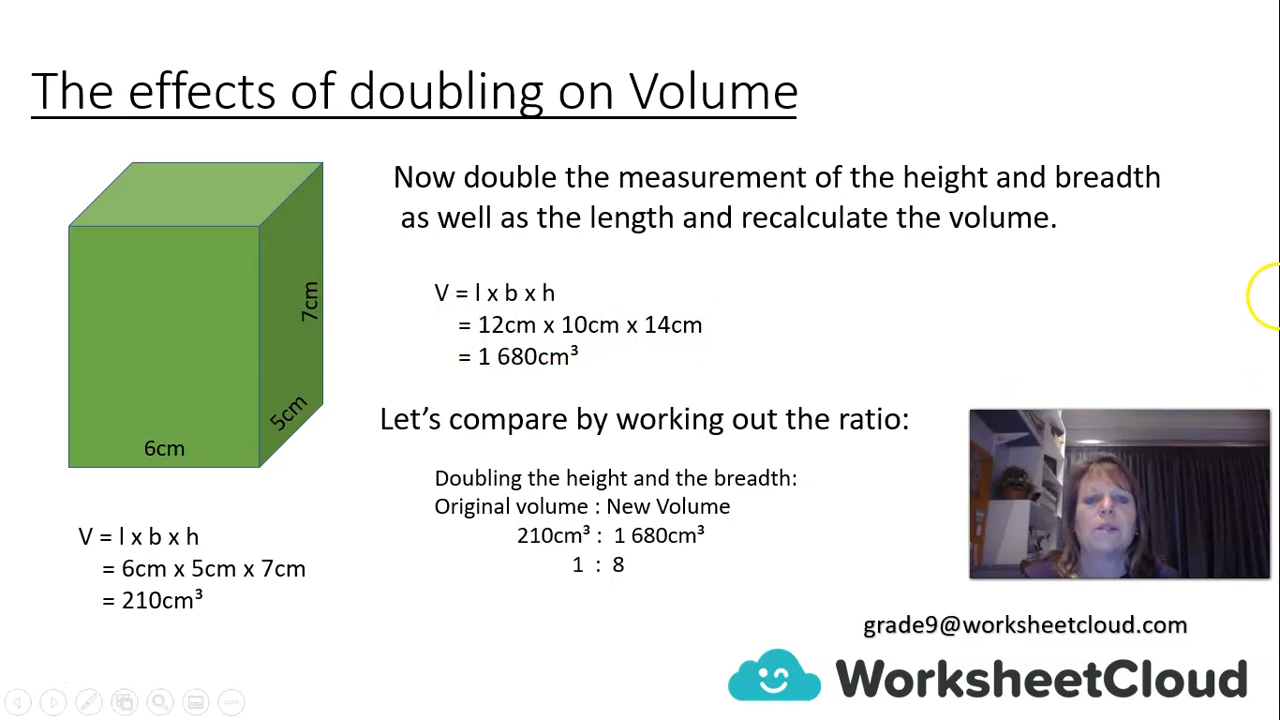 The effects of doubling on Volume
Now double the measurement of the height and breadth
as well as the length and recalculate the volume.
7cm
5cm
6cm
V = l x b x h
= 12cm x 10cm x 14cm
= 1 680cm³
Let's compare by working out the ratio:
Doubling the height and the breadth:
Original volume : New Volume
210cm³ : 1 680cm³
1 : 8
V = l x b x h
= 6cm x 5cm x 7cm
= 210cm³
grade9@worksheetcloud.com
WorksheetCloud